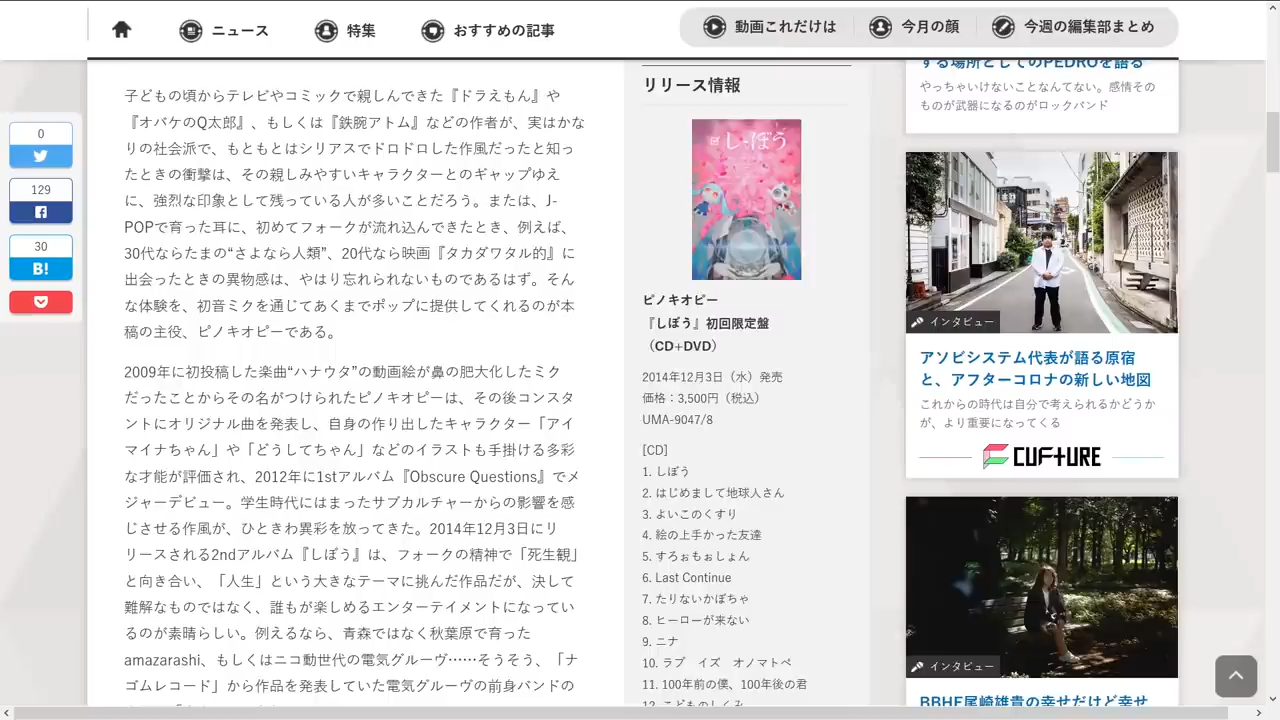 ニュース
特集
おすすめの記事
動画これだけは
今月の顔
今週の編集部まとめ
0
129
30
B!
子どもの頃からテレビやコミックで親しんできた『ドラえもん』や
『オバケのQ太郎』、もしくは『鉄腕アトム』などの作者が、実はかな
りの社会派で、もともとはシリアスでドロドロした作風だったと知っ
たときの衝撃は、その親しみやすいキャラクターとのギャップゆえ
に、強烈な印象として残っている人が多いことだろう。または、J-
POPで育った耳に、初めてフォークが流れ込んできたとき、例えば、
30代ならたまの“さよなら人類”、20代なら映画『タカダワタル的』に
出会ったときの異物感は、やはり忘れられないものであるはず。そん
な体験を、初音ミクを通じてあくまでポップに提供してくれるのが本
稿の主役、ピノキオピーである。
2009年に初投稿した楽曲“ハナウタ”の動画絵が鼻の肥大化したミク
だったことからその名がつけられたピノキオピーは、その後コンスタ
ントにオリジナル曲を発表し、自身の作り出したキャラクター「アイ
マイナちゃん」や「どうしてちゃん」などのイラストも手掛ける多彩
な才能が評価され、2012年に1stアルバム『Obscure Questions』でメ
ジャーデビュー。学生時代にはまったサブカルチャーからの影響を感
じさせる作風が、ひときわ異彩を放ってきた。2014年12月3日にリ
リースされる2ndアルバム『しぼう』は、フォークの精神で「死生観」
と向き合い、「人生」という大きなテーマに挑んだ作品だが、決して
難解なものではなく、誰もが楽しめるエンターテイメントになってい
るのが素晴らしい。例えるなら、青森ではなく秋葉原で育った
amazarashi、もしくはニコ動世代の電気グルーヴ……そうそう、「ナ
ゴムレコード」から作品を発表していた電気グルーヴの前身バンドの
リリース情報
しぼう
ピノキオピー
『しぼう』初回限定盤
（CD+DVD）
2014年12月3日（水）発売
価格：3,500円（税込）
UMA-9047/8
[CD]
1. しぼう
2. はじめまして地球人さん
3. よいこのくすり
4. 絵の上手かった友達
5. すろぉもぉしょん
6. Last Continue
7. たりないかぼちゃ
8. ヒーローが来ない
9. ニナ
10. ラブ　イズ　オノマトペ
11. 100年前の僕、100年後の君
12. こどものしくみ
する場所としてのPEDROを語る
やっちゃいけないことなんてない。感情その
ものが武器になるのがロックバンド
インタビュー
アソビシステム代表が語る原宿
と、アフターコロナの新しい地図
これからの時代は自分で考えられるかどうか
が、より重要になってくる
CUFTURE
インタビュー
BBHF尾崎雄貴の幸せだけど幸せ